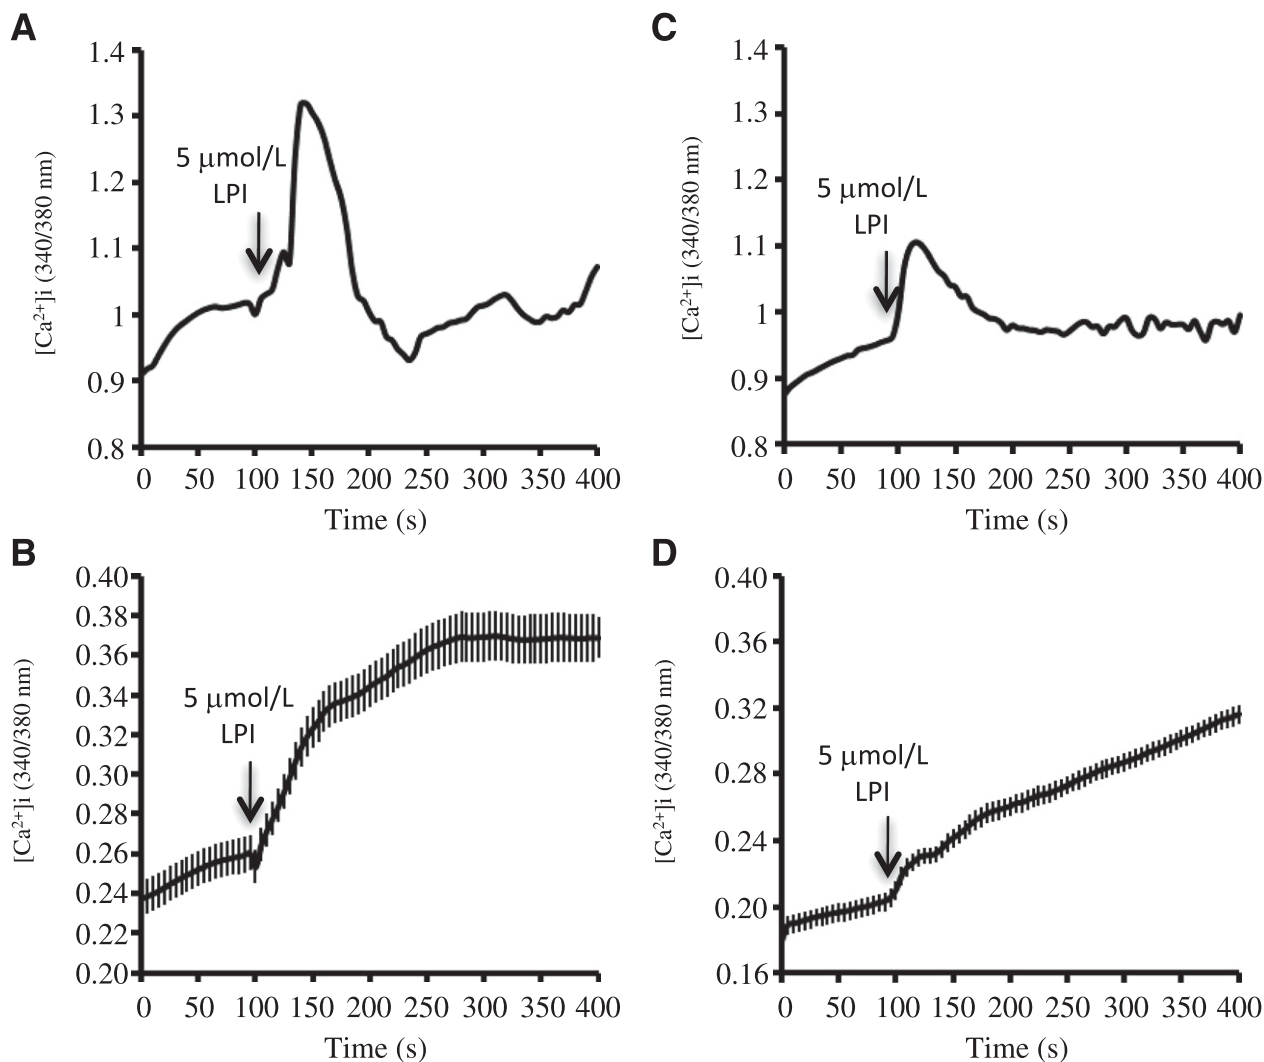 A
[Ca²⁺]i (340/380 nm)
1.4
1.3
1.2
1.1
1
0.9
0.8
5 µmol/L
LPI
0 50 100 150 200 250 300 350 400
Time (s)
C
[Ca²⁺]i (340/380 nm)
1.4
1.3
1.2
1.1
1
0.9
0.8
5 µmol/L
LPI
0 50 100 150 200 250 300 350 400
Time (s)
B
[Ca²⁺]i (340/380 nm)
0.40
0.38
0.36
0.34
0.32
0.30
0.28
0.26
0.24
0.22
0.20
5 µmol/L
LPI
0 50 100 150 200 250 300 350 400
Time (s)
D
[Ca²⁺]i (340/380 nm)
0.40
0.36
0.32
0.28
0.24
0.20
0.16
5 µmol/L
LPI
0 50 100 150 200 250 300 350 400
Time (s)